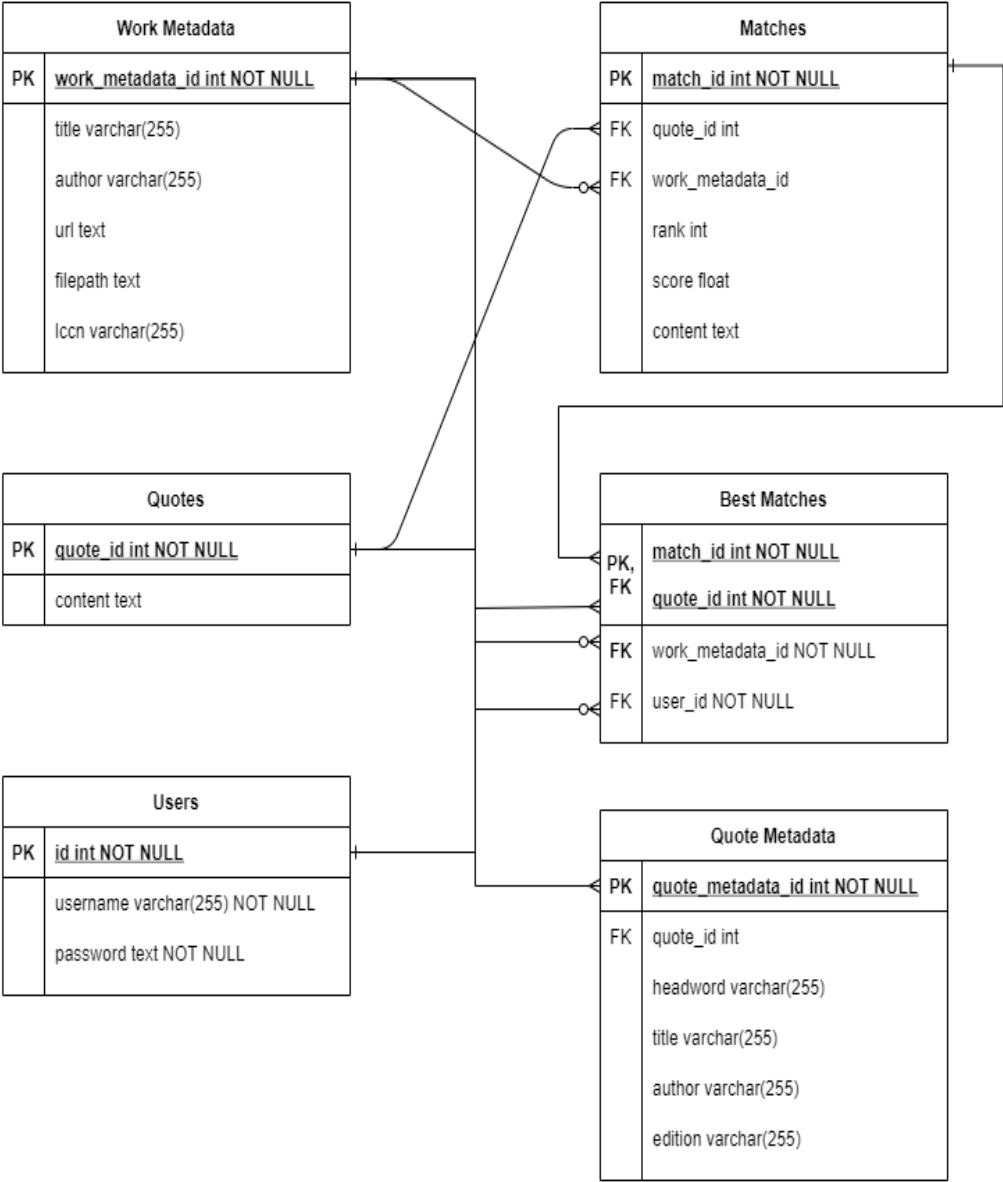 Work Metadata
PK work_metadata_id int NOT NULL
title varchar(255)
author varchar(255)
url text
filepath text
lccn varchar(255)
Matches
PK match_id int NOT NULL
FK quote_id int
FK work_metadata_id
rank int
score float
content text
Quotes
PK quote_id int NOT NULL
content text
Best Matches
PK,
FK
match_id int NOT NULL
quote_id int NOT NULL
FK work_metadata_id NOT NULL
FK user_id NOT NULL
Users
PK id int NOT NULL
username varchar(255) NOT NULL
password text NOT NULL
Quote Metadata
PK quote_metadata_id int NOT NULL
FK quote_id int
headword varchar(255)
title varchar(255)
author varchar(255)
edition varchar(255)